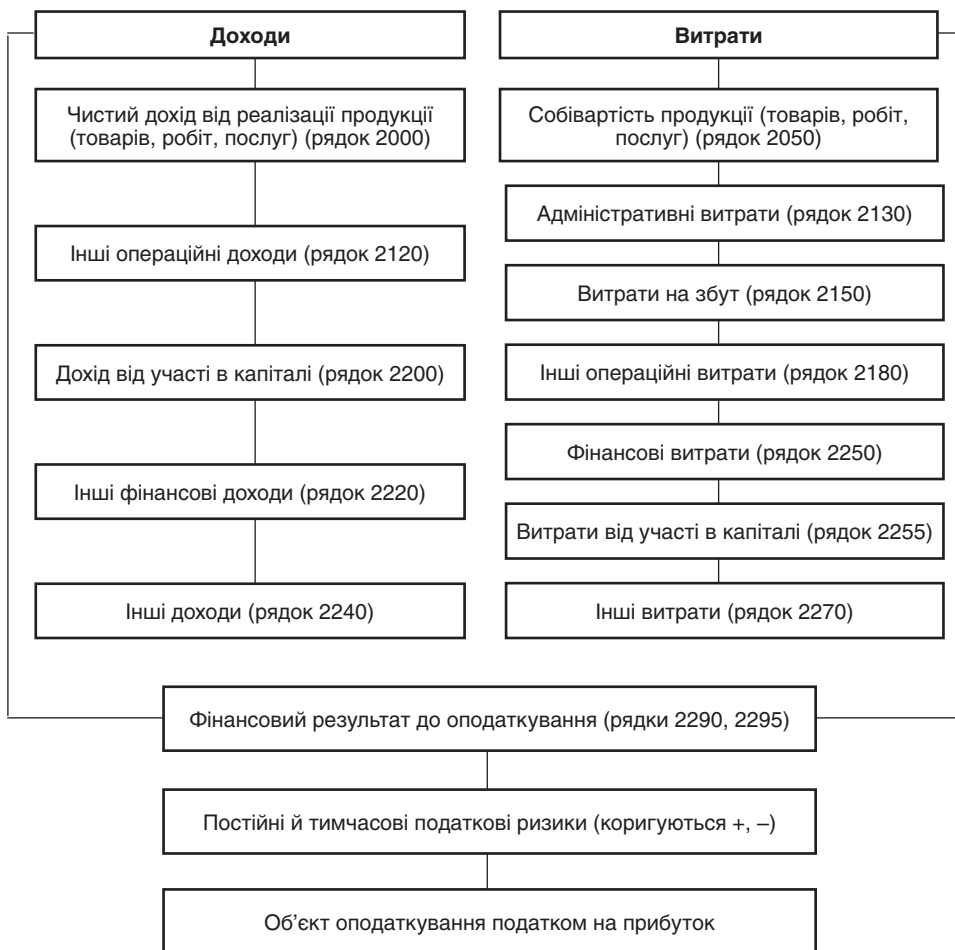 Доходи
Чистий дохід від реалізації продукції
(товарів, робіт, послуг) (рядок 2000)
Інші операційні доходи (рядок 2120)
Дохід від участі в капіталі (рядок 2200)
Інші фінансові доходи (рядок 2220)
Інші доходи (рядок 2240)
Витрати
Собівартість продукції (товарів, робіт,
послуг) (рядок 2050)
Адміністративні витрати (рядок 2130)
Витрати на збут (рядок 2150)
Інші операційні витрати (рядок 2180)
Фінансові витрати (рядок 2250)
Витрати від участі в капіталі (рядок 2255)
Інші витрати (рядок 2270)
Фінансовий результат до оподаткування (рядки 2290, 2295)
Постійні й тимчасові податкові ризики (коригуються +, –)
Об’єкт оподаткування податком на прибуток